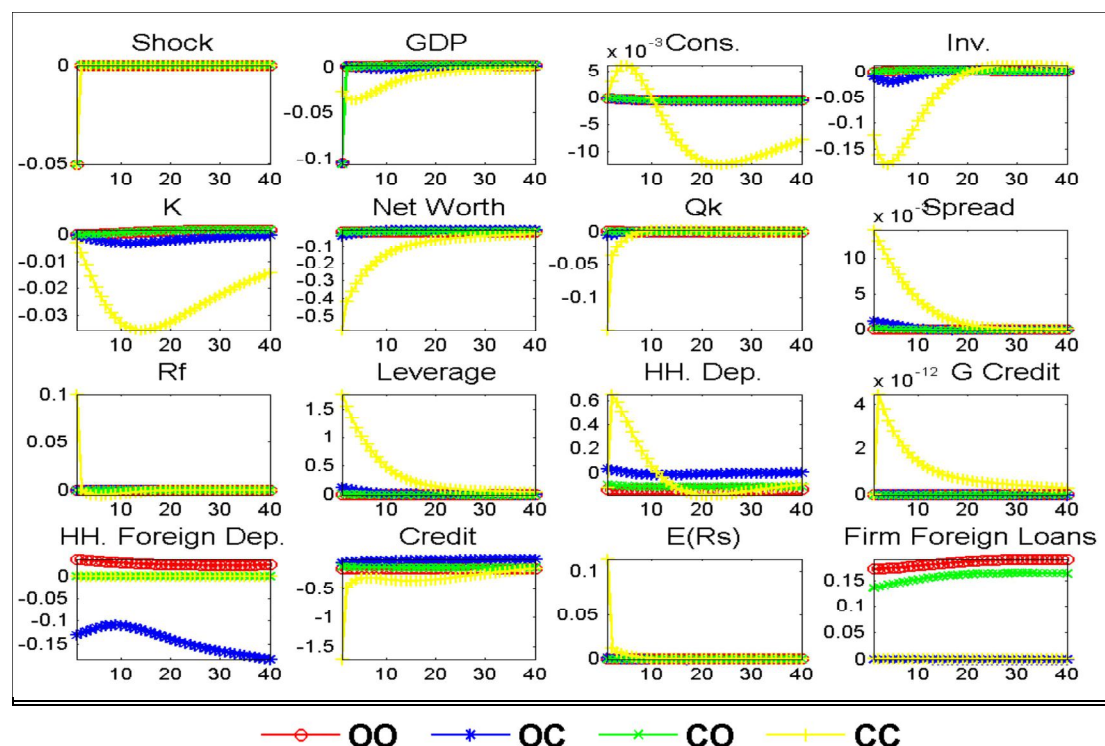 Shock GDP x 10^-3 Cons. Inv.
0 0 6 0
4
2
-0.05 0 -0.05
-0.05 -0.1
-5 -0.1 -0.15
-10
10 20 30 40 10 20 30 40 10 20 30 40 10 20 30 40
K Net Worth Qk x 10^-3 Spread
0 -0.1 0
-0.01 -0.2 10
-0.3 -0.05
-0.02 -0.4 5
-0.03 -0.5 -0.1 0
10 20 30 40 10 20 30 40 10 20 30 40 10 20 30 40
Rf Leverage HH. Dep. x 10^-12 G Credit
0.1 1.5 0.6 4
0.4
0.05 1 0.2 2
0.5 0
0 0 0
10 20 30 40 10 20 30 40 10 20 30 40 10 20 30 40
HH. Foreign Dep. Credit E(Rs) Firm Foreign Loans
0 -0.5 0.1 0.15
-0.05 0.05 0.1
-0.1 -1 0.05
-0.15 -1.5 0 0
10 20 30 40 10 20 30 40 10 20 30 40 10 20 30 40
OO OC CO CC